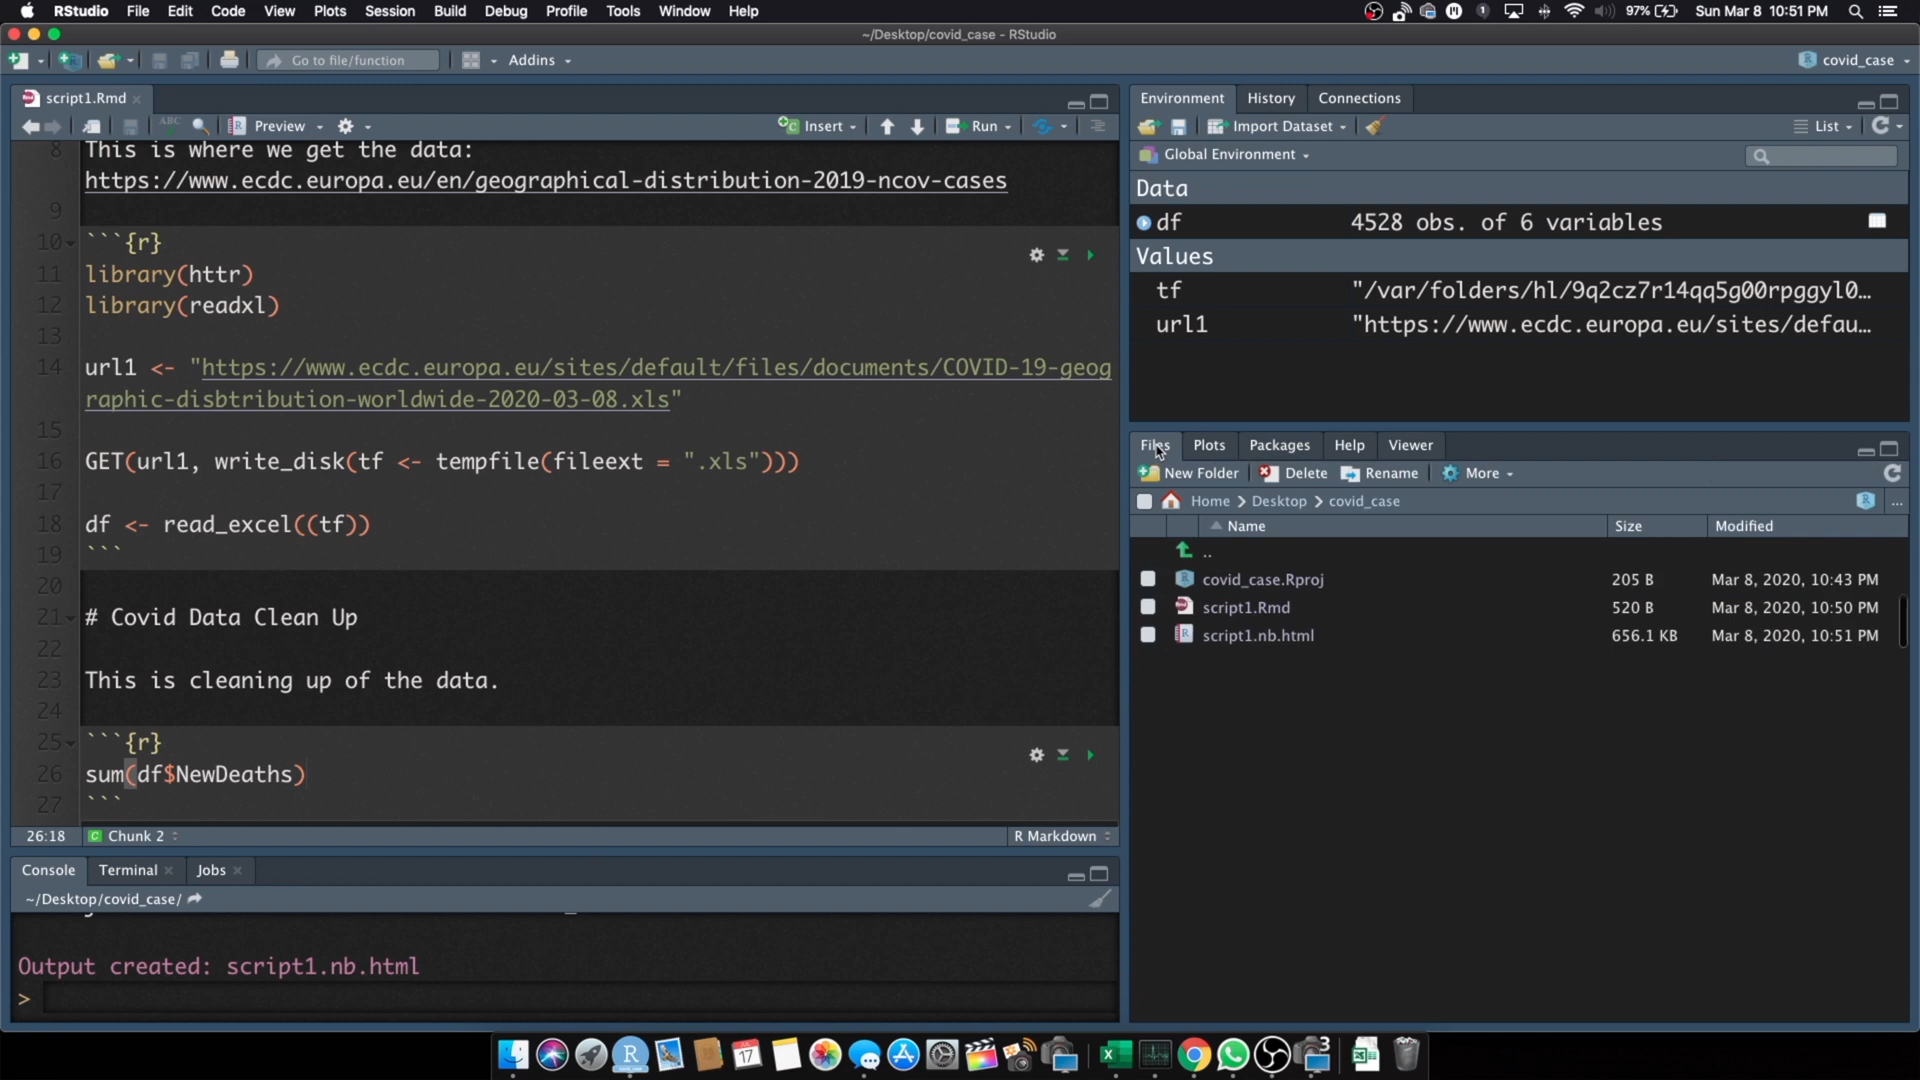 RStudio File Edit Code View Plots Session Build Debug Profile Tools Window Help 97% Sun Mar 8 10:51 PM
~/Desktop/covid_case - RStudio
Go to file/function Addins covid_case
script1.Rmd
ABC Preview Insert Run
8 This is where we get the data:
https://www.ecdc.europa.eu/en/geographical-distribution-2019-ncov-cases
9
10 ```{r}
11 library(httr)
12 library(readxl)
13
14 url1 <- "https://www.ecdc.europa.eu/sites/default/files/documents/COVID-19-geog
raphic-disbtribution-worldwide-2020-03-08.xls"
15
16 GET(url1, write_disk(tf <- tempfile(fileext = ".xls")))
17
18 df <- read_excel((tf))
19 ```
20
21 # Covid Data Clean Up
22
23 This is cleaning up of the data.
24
25 ```{r}
26 sum(df$NewDeaths)
27 ```
26:18 Chunk 2 R Markdown
Console Terminal Jobs
~/Desktop/covid_case/
Output created: script1.nb.html
>
Environment History Connections
Import Dataset List
Global Environment
Data
df 4528 obs. of 6 variables
Values
tf "/var/folders/hl/9q2cz7r14qq5g00rpggyl0…
url1 "https://www.ecdc.europa.eu/sites/defau…
Files Plots Packages Help Viewer
New Folder Delete Rename More
Home Desktop covid_case ...
Name Size Modified
..
covid_case.Rproj 205 B Mar 8, 2020, 10:43 PM
script1.Rmd 520 B Mar 8, 2020, 10:50 PM
script1.nb.html 656.1 KB Mar 8, 2020, 10:51 PM
17
3